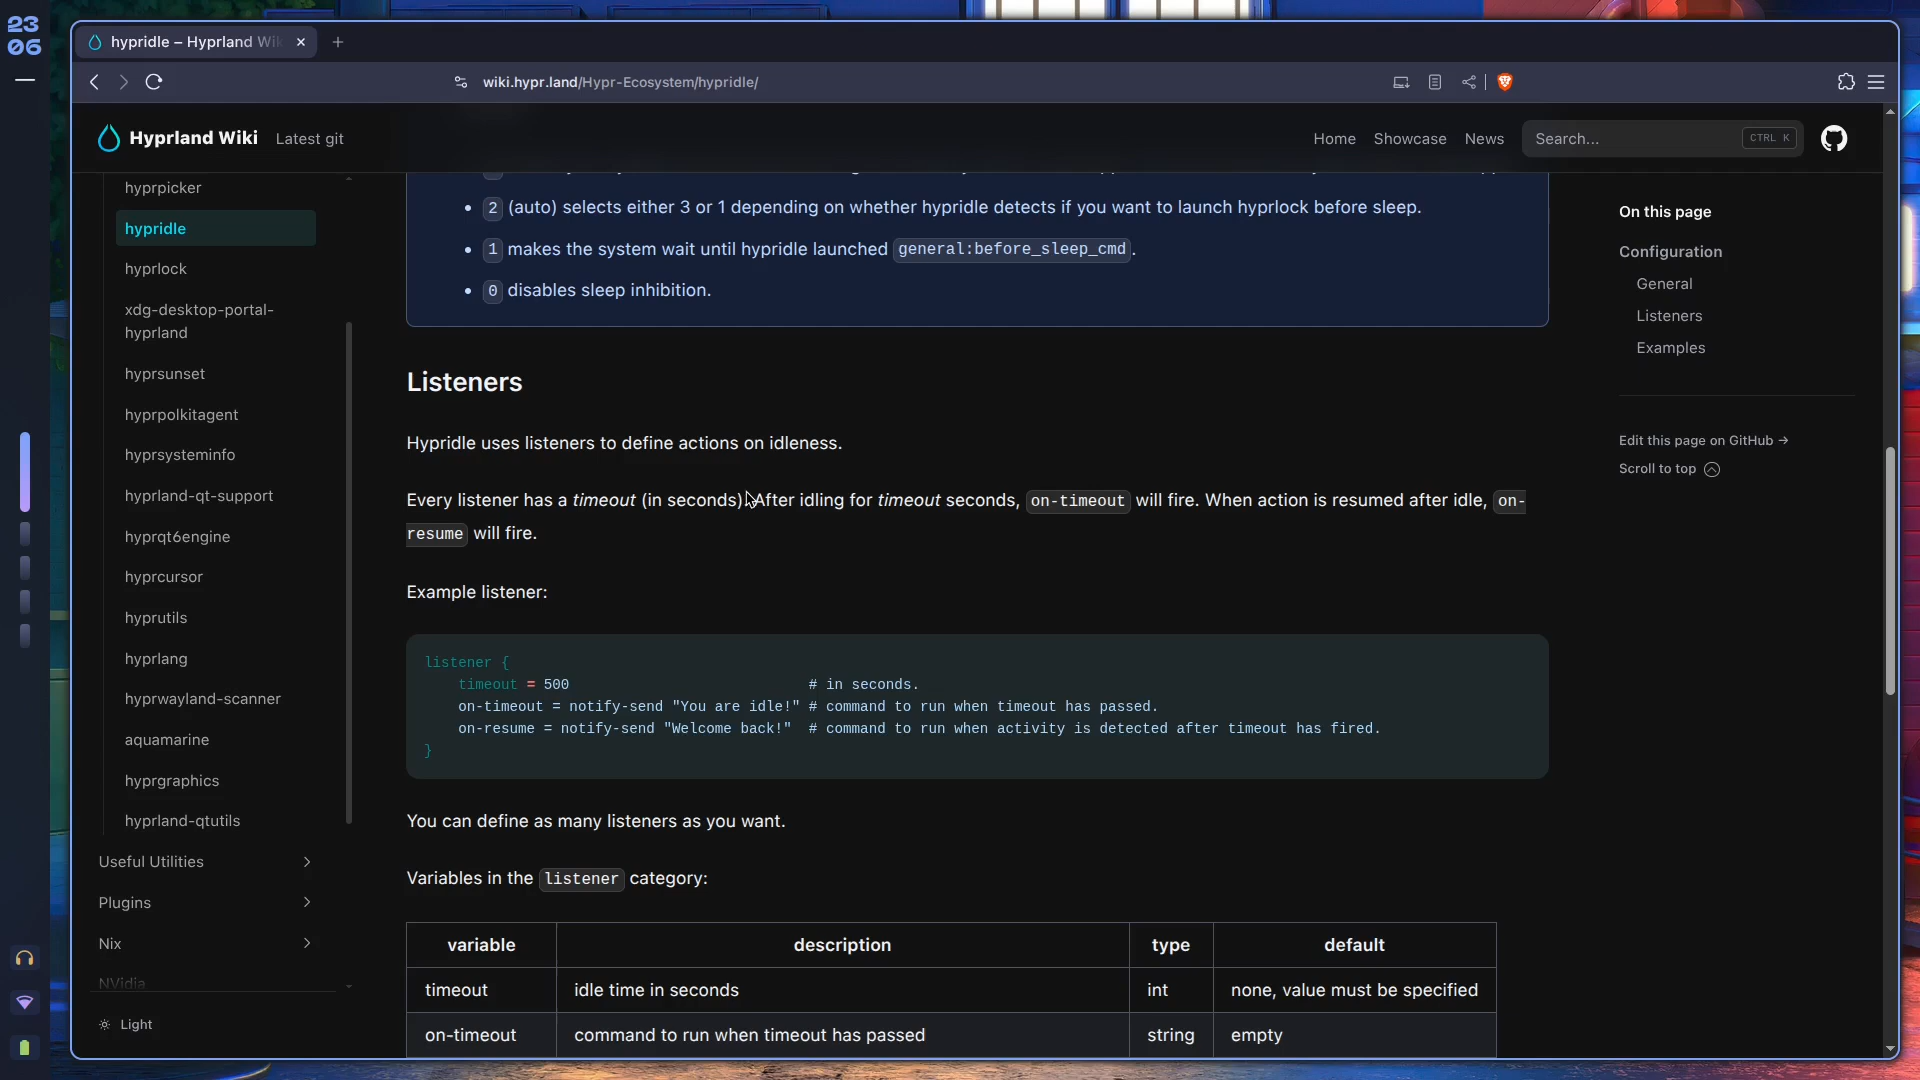 23
06
hypridle – Hyprland Wi
wiki.hypr.land/Hypr-Ecosystem/hypridle/
Hyprland Wiki Latest git
Home Showcase News Search... CTRL K
hyprpicker
hypridle
hyprlock
xdg-desktop-portal-
hyprland
hyprsunset
hyprpolkitagent
hyprsysteminfo
hyprland-qt-support
hyprqt6engine
hyprcursor
hyprutils
hyprlang
hyprwayland-scanner
aquamarine
hyprgraphics
hyprland-qtutils
Useful Utilities
Plugins
Nix
NVidia
Light
• 2 (auto) selects either 3 or 1 depending on whether hypridle detects if you want to launch hyprlock before sleep.
• 1 makes the system wait until hypridle launched general:before_sleep_cmd.
• 0 disables sleep inhibition.
Listeners
Hypridle uses listeners to define actions on idleness.
Every listener has a timeout (in seconds). After idling for timeout seconds, on-timeout will fire. When action is resumed after idle, on-
resume will fire.
Example listener:
listener {
    timeout = 500                            # in seconds.
    on-timeout = notify-send "You are idle!" # command to run when timeout has passed.
    on-resume = notify-send "Welcome back!"  # command to run when activity is detected after timeout has fired.
}
You can define as many listeners as you want.
Variables in the listener category:
variable description type default
timeout idle time in seconds int none, value must be specified
on-timeout command to run when timeout has passed string empty
On this page
Configuration
General
Listeners
Examples
Edit this page on GitHub →
Scroll to top